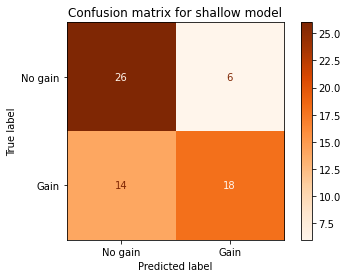 Confusion matrix for shallow model
True label
No gain
Gain
26
6
14
18
No gain
Gain
Predicted label
25.0
22.5
20.0
17.5
15.0
12.5
10.0
7.5